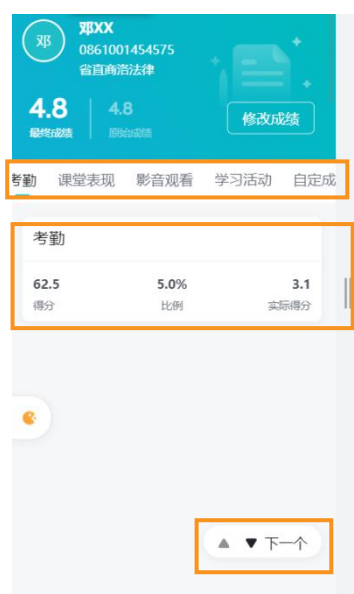 邓
邓XX
0861001454575
省直商浩法律
4.8
4.8
最终成绩
原始成绩
修改成绩
考勤 课堂表现 影音观看 学习活动 自定成
考勤
62.5 5.0% 3.1
得分 比例 实际得分
▲ ▼ 下一个